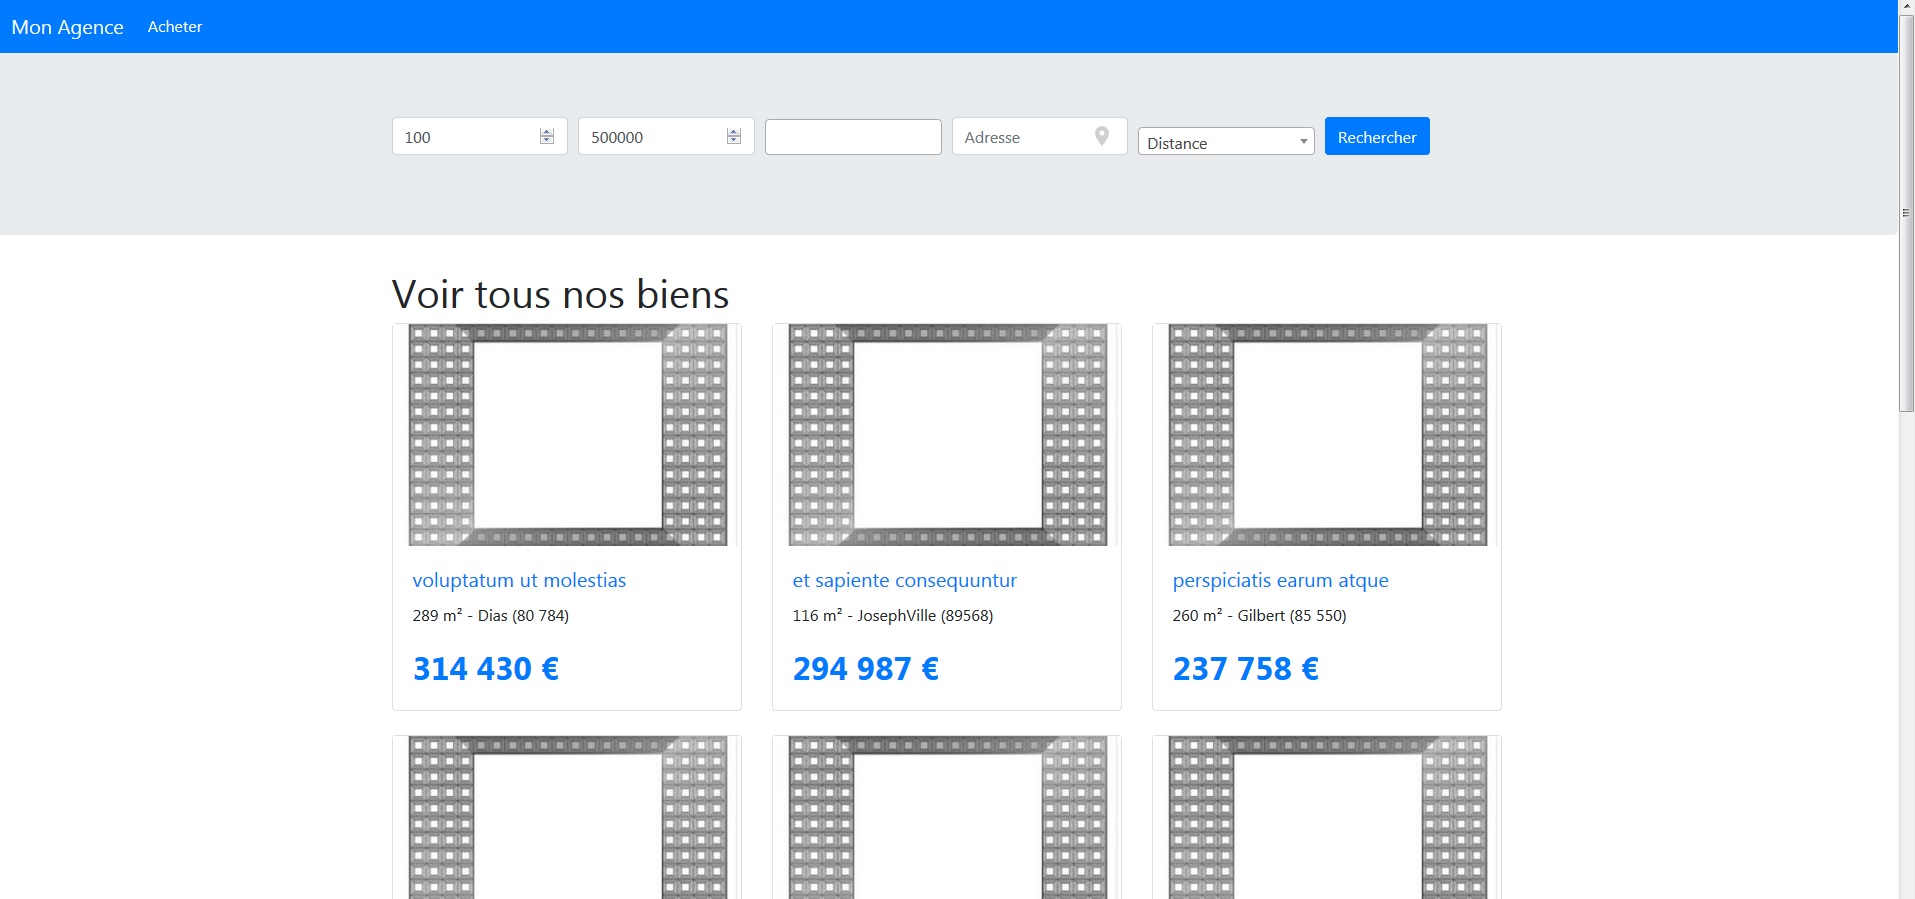 Mon Agence Acheter
100 500000 Adresse Distance Rechercher
Voir tous nos biens
voluptatum ut molestias
289 m² - Dias (80 784)
314 430 €
et sapiente consequuntur
116 m² - JosephVille (89568)
294 987 €
perspiciatis earum atque
260 m² - Gilbert (85 550)
237 758 €